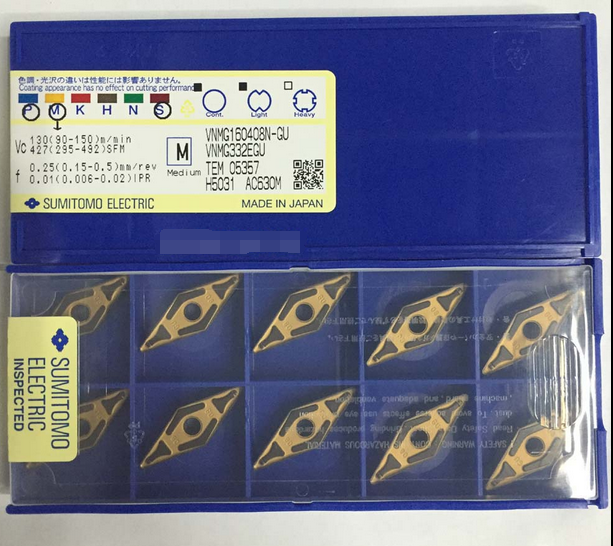 色調・光沢の違いは性能には影響ありません。
Coating appearance has no effect on cutting performance
P M K H N S
Cont. Light Heavy
Vc 130(90-150)m/min
427(295-492)SFM
f 0.25(0.15-0.5)mm/rev
0.01(0.006-0.02)IPR
M
Medium
VNMG160408N-GU
VNMG332EGU
TEM 05357
H5031 AC630M
SUMITOMO ELECTRIC
MADE IN JAPAN
SUMITOMO
ELECTRIC
INSPECTED